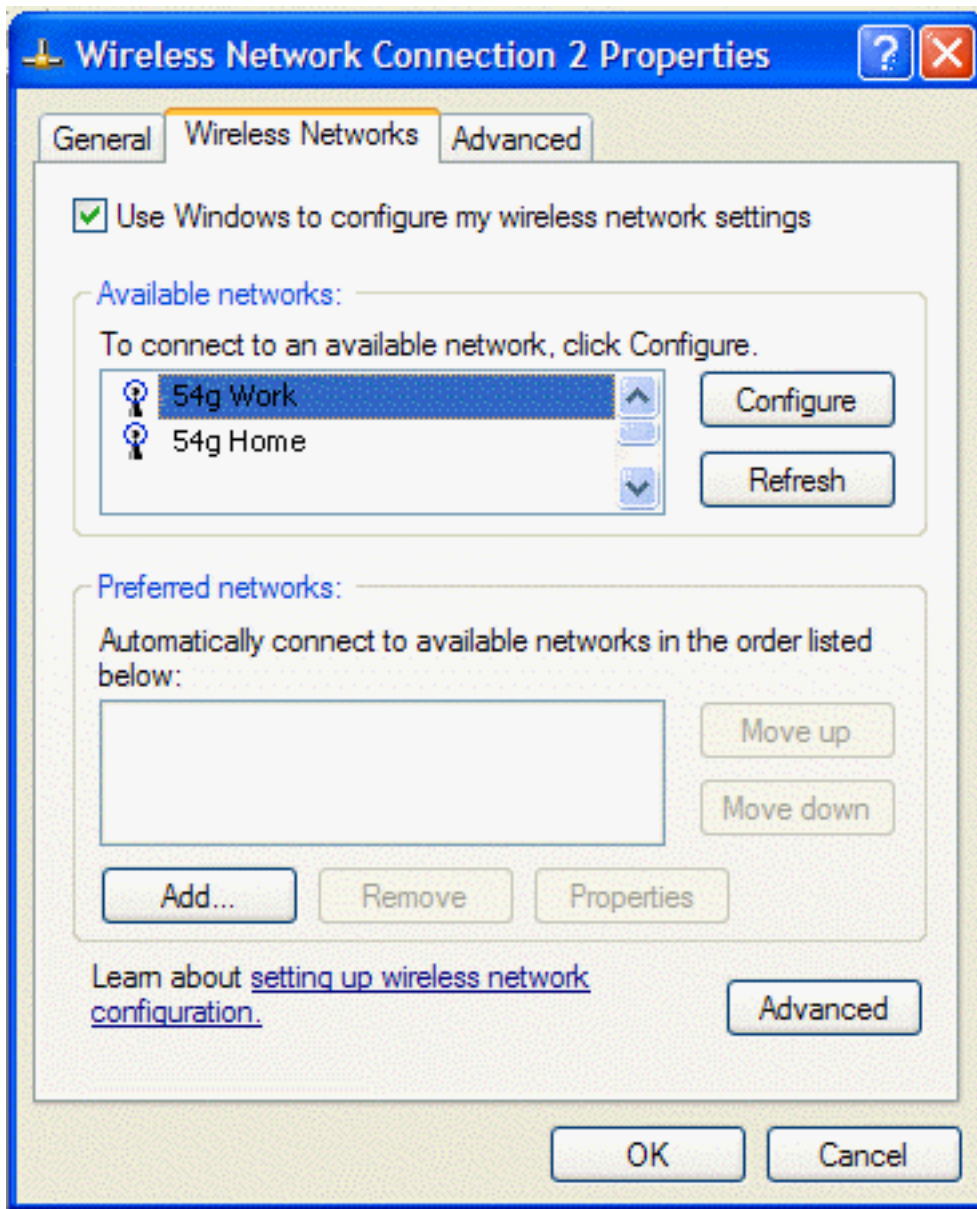 Wireless Network Connection 2 Properties
General
Wireless Networks
Advanced
Use Windows to configure my wireless network settings
Available networks:
To connect to an available network, click Configure.
54g Work
54g Home
Configure
Refresh
Preferred networks:
Automatically connect to available networks in the order listed
below:
Move up
Move down
Add...
Remove
Properties
Learn about setting up wireless network
configuration.
Advanced
OK
Cancel